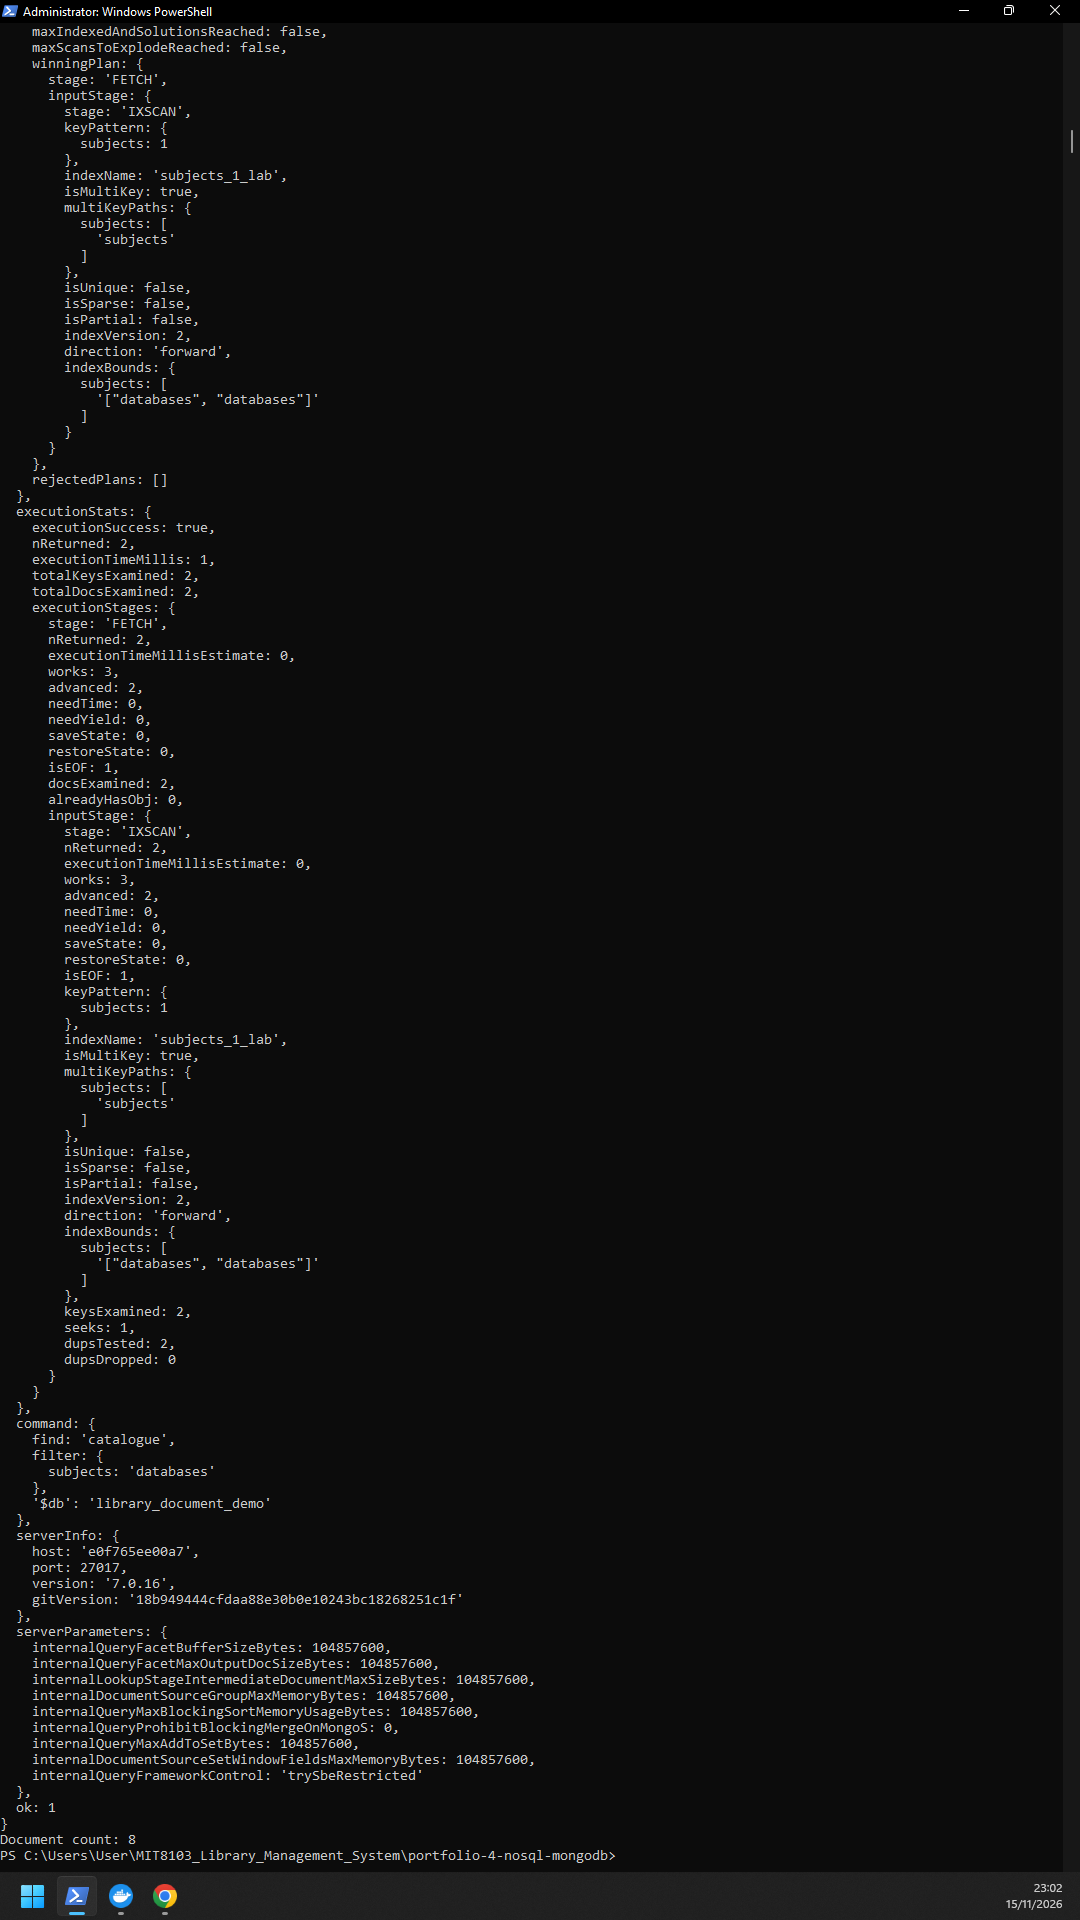 Administrator: Windows PowerShell
maxIndexedAndSolutionsReached: false,
maxScansToExplodeReached: false,
winningPlan: {
stage: 'FETCH',
inputStage: {
stage: 'IXSCAN',
keyPattern: {
subjects: 1
},
indexName: 'subjects_1_lab',
isMultiKey: true,
multiKeyPaths: {
subjects: [
'subjects'
]
},
isUnique: false,
isSparse: false,
isPartial: false,
indexVersion: 2,
direction: 'forward',
indexBounds: {
subjects: [
'["databases", "databases"]'
]
}
}
},
rejectedPlans: []
},
executionStats: {
executionSuccess: true,
nReturned: 2,
executionTimeMillis: 1,
totalKeysExamined: 2,
totalDocsExamined: 2,
executionStages: {
stage: 'FETCH',
nReturned: 2,
executionTimeMillisEstimate: 0,
works: 3,
advanced: 2,
needTime: 0,
needYield: 0,
saveState: 0,
restoreState: 0,
isEOF: 1,
docsExamined: 2,
alreadyHasObj: 0,
inputStage: {
stage: 'IXSCAN',
nReturned: 2,
executionTimeMillisEstimate: 0,
works: 3,
advanced: 2,
needTime: 0,
needYield: 0,
saveState: 0,
restoreState: 0,
isEOF: 1,
keyPattern: {
subjects: 1
},
indexName: 'subjects_1_lab',
isMultiKey: true,
multiKeyPaths: {
subjects: [
'subjects'
]
},
isUnique: false,
isSparse: false,
isPartial: false,
indexVersion: 2,
direction: 'forward',
indexBounds: {
subjects: [
'["databases", "databases"]'
]
},
keysExamined: 2,
seeks: 1,
dupsTested: 2,
dupsDropped: 0
}
}
},
command: {
find: 'catalogue',
filter: {
subjects: 'databases'
},
'$db': 'library_document_demo'
},
serverInfo: {
host: 'e0f765ee00a7',
port: 27017,
version: '7.0.16',
gitVersion: '18b949444cfdaa88e30b0e10243bc18268251c1f'
},
serverParameters: {
internalQueryFacetBufferSizeBytes: 104857600,
internalQueryFacetMaxOutputDocSizeBytes: 104857600,
internalLookupStageIntermediateDocumentMaxSizeBytes: 104857600,
internalDocumentSourceGroupMaxMemoryBytes: 104857600,
internalQueryMaxBlockingSortMemoryUsageBytes: 104857600,
internalQueryProhibitBlockingMergeOnMongoS: 0,
internalQueryMaxAddToSetBytes: 104857600,
internalDocumentSourceSetWindowFieldsMaxMemoryBytes: 104857600,
internalQueryFrameworkControl: 'trySbeRestricted'
},
ok: 1
}
Document count: 8
PS C:\Users\User\MIT8103_Library_Management_System\portfolio-4-nosql-mongodb>
23:02
15/11/2026